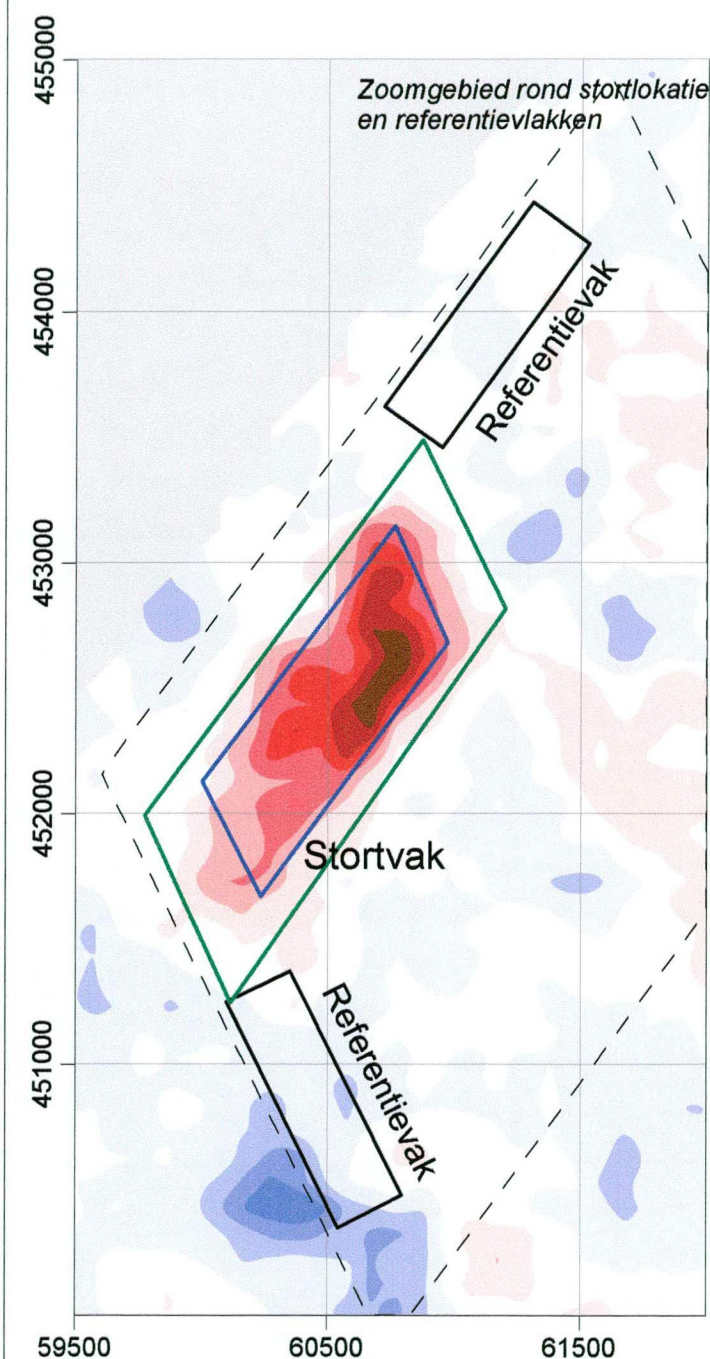 Zoomgebied rond stortlokatie
en referentievlakken
455000
454000
Referentievak
453000
452000
Stortvak
Referentievak
451000
59500
60500
61500